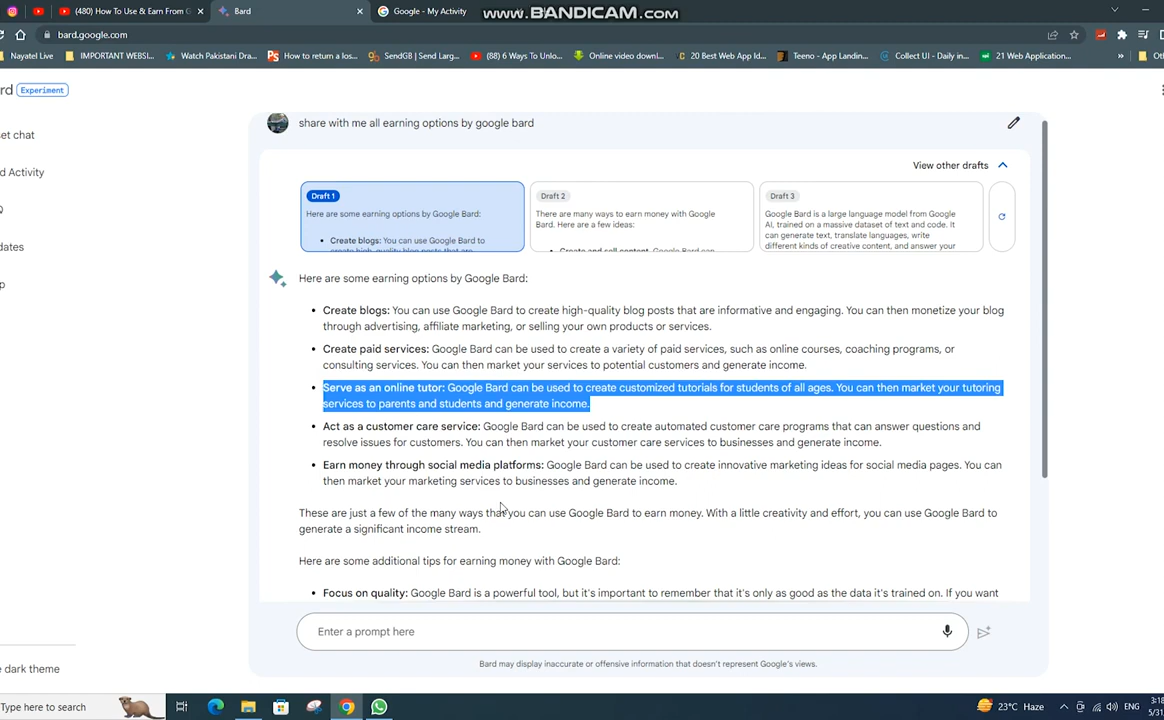 (480) How To Use & Earn From G
Bard
Google - My Activity
www.BANDICAM.com
bard.google.com
Nayatel Live
IMPORTANT WEBSI...
Watch Pakistani Dra...
How to return a los...
SendGB | Send Larg...
(88) 6 Ways To Unlo...
Online video downl...
20 Best Web App Id...
Teeno - App Landin...
Collect UI - Daily in...
21 Web Application...
»
Ot
rd
Experiment
set chat
d Activity
Q
dates
p
e dark theme
share with me all earning options by google bard
View other drafts
Draft 1
Here are some earning options by Google Bard:
• Create blogs: You can use Google Bard to
create high-quality blog posts that are
Draft 2
There are many ways to earn money with Google
Bard. Here are a few ideas:
• Create and sell content. Google Bard can
Draft 3
Google Bard is a large language model from Google
AI, trained on a massive dataset of text and code. It
can generate text, translate languages, write
different kinds of creative content, and answer your
Here are some earning options by Google Bard:
• Create blogs: You can use Google Bard to create high-quality blog posts that are informative and engaging. You can then monetize your blog
through advertising, affiliate marketing, or selling your own products or services.
• Create paid services: Google Bard can be used to create a variety of paid services, such as online courses, coaching programs, or
consulting services. You can then market your services to potential customers and generate income.
• Serve as an online tutor: Google Bard can be used to create customized tutorials for students of all ages. You can then market your tutoring
services to parents and students and generate income.
• Act as a customer care service: Google Bard can be used to create automated customer care programs that can answer questions and
resolve issues for customers. You can then market your customer care services to businesses and generate income.
• Earn money through social media platforms: Google Bard can be used to create innovative marketing ideas for social media pages. You can
then market your marketing services to businesses and generate income.
These are just a few of the many ways that you can use Google Bard to earn money. With a little creativity and effort, you can use Google Bard to
generate a significant income stream.
Here are some additional tips for earning money with Google Bard:
• Focus on quality: Google Bard is a powerful tool, but it's important to remember that it's only as good as the data it's trained on. If you want
Enter a prompt here
Bard may display inaccurate or offensive information that doesn't represent Google's views.
Type here to search
23°C Haze
ENG
3:18
5/31